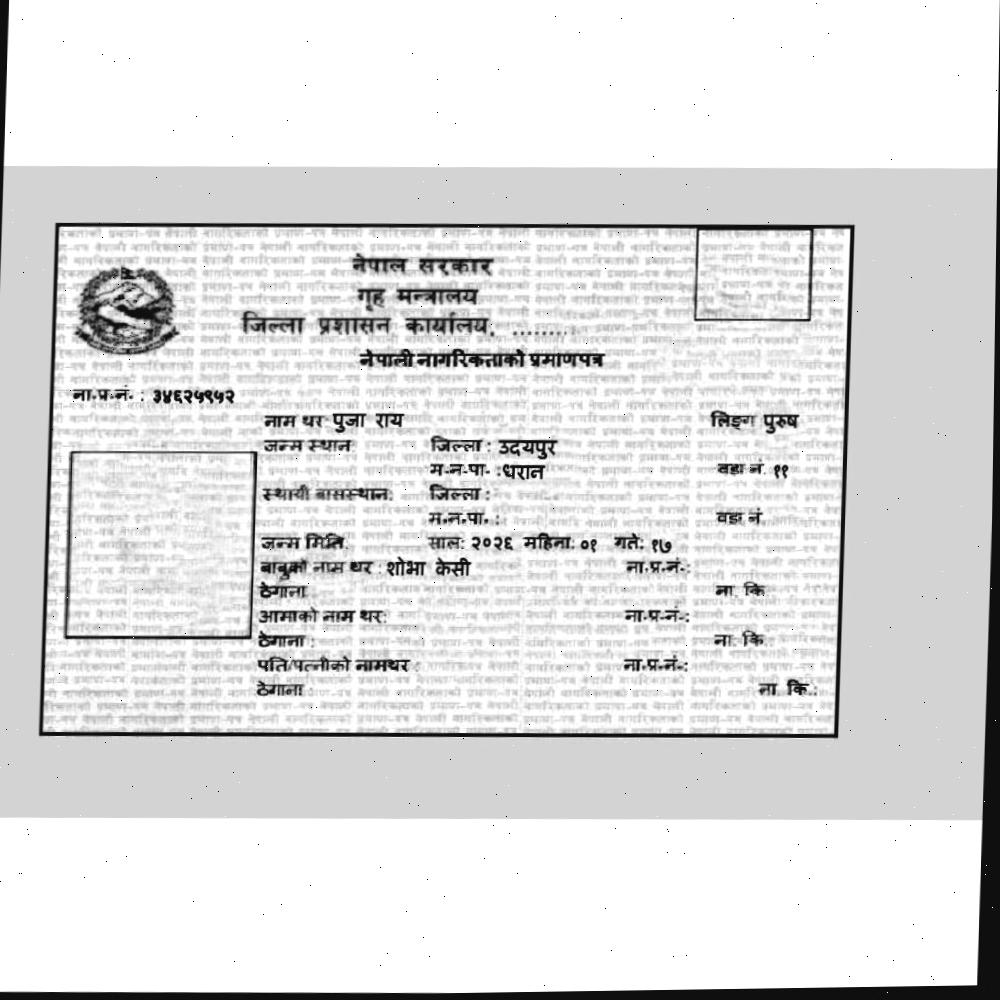 नेपाल सरकार
गृह मन्त्रालय
जिल्ला प्रशासन कार्यालय, .........
नेपाली नागरिकताको प्रमाणपत्र
ना.प्र.नं. : ३४६२५९५२
नाम थर पुजा राय लिङ्ग पुरुष
जन्म स्थान: जिल्ला : उदयपुर
म.न.पा. : धरान वडा नं. ११
स्थायी बासस्थान: जिल्ला :
म.न.पा. : वडा नं.
जन्म मिति: साल: २०२६ महिना: ०१ गते: १७
बाबुको नाम थर : शोभा केसी ना.प्र.नं.:
ठेगाना ना. कि
आमाको नाम थर: ना.प्र.नं.:
ठेगाना : ना. कि
पति/पत्नीको नामथर : ना.प्र.नं.:
ठेगाना : ना. कि.: